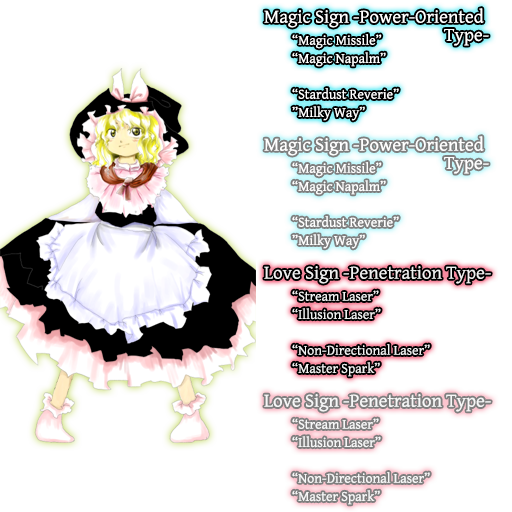 Magic Sign -Power-Oriented
Type-
“Magic Missile”
“Magic Napalm”
“Stardust Reverie”
”Milky Way”
Magic Sign -Power-Oriented
Type-
“Magic Missile”
“Magic Napalm”
“Stardust Reverie”
”Milky Way”
Love Sign -Penetration Type-
“Stream Laser”
“Illusion Laser”
“Non-Directional Laser”
“Master Spark”
Love Sign -Penetration Type-
“Stream Laser”
“Illusion Laser”
“Non-Directional Laser”
“Master Spark”